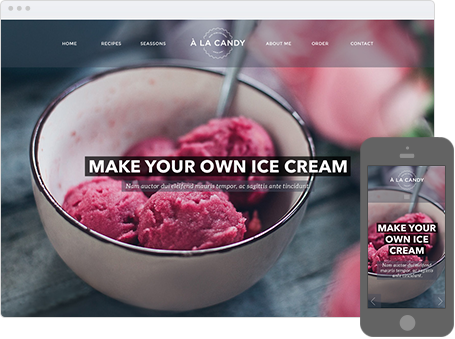 HOME RECIPES SEASSONS À LA CANDY ABOUT ME ORDER CONTACT
MAKE YOUR OWN ICE CREAM
Nam auctor dui eleifend mauris tempor, ac sagittis ante tincidunt
À LA CANDY
MAKE YOUR
OWN ICE
CREAM
Nam auctor dui eleifend
mauris tempor, ac sagittis
ante tincidunt.